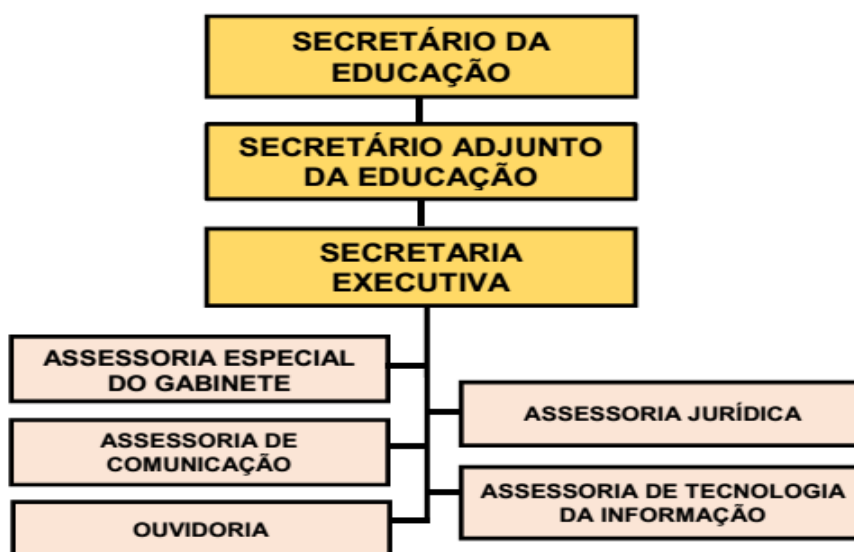 SECRETÁRIO DA
EDUCAÇÃO
SECRETÁRIO ADJUNTO
DA EDUCAÇÃO
SECRETARIA
EXECUTIVA
ASSESSORIA ESPECIAL
DO GABINETE
ASSESSORIA JURÍDICA
ASSESSORIA DE
COMUNICAÇÃO
ASSESSORIA DE TECNOLOGIA
DA INFORMAÇÃO
OUVIDORIA